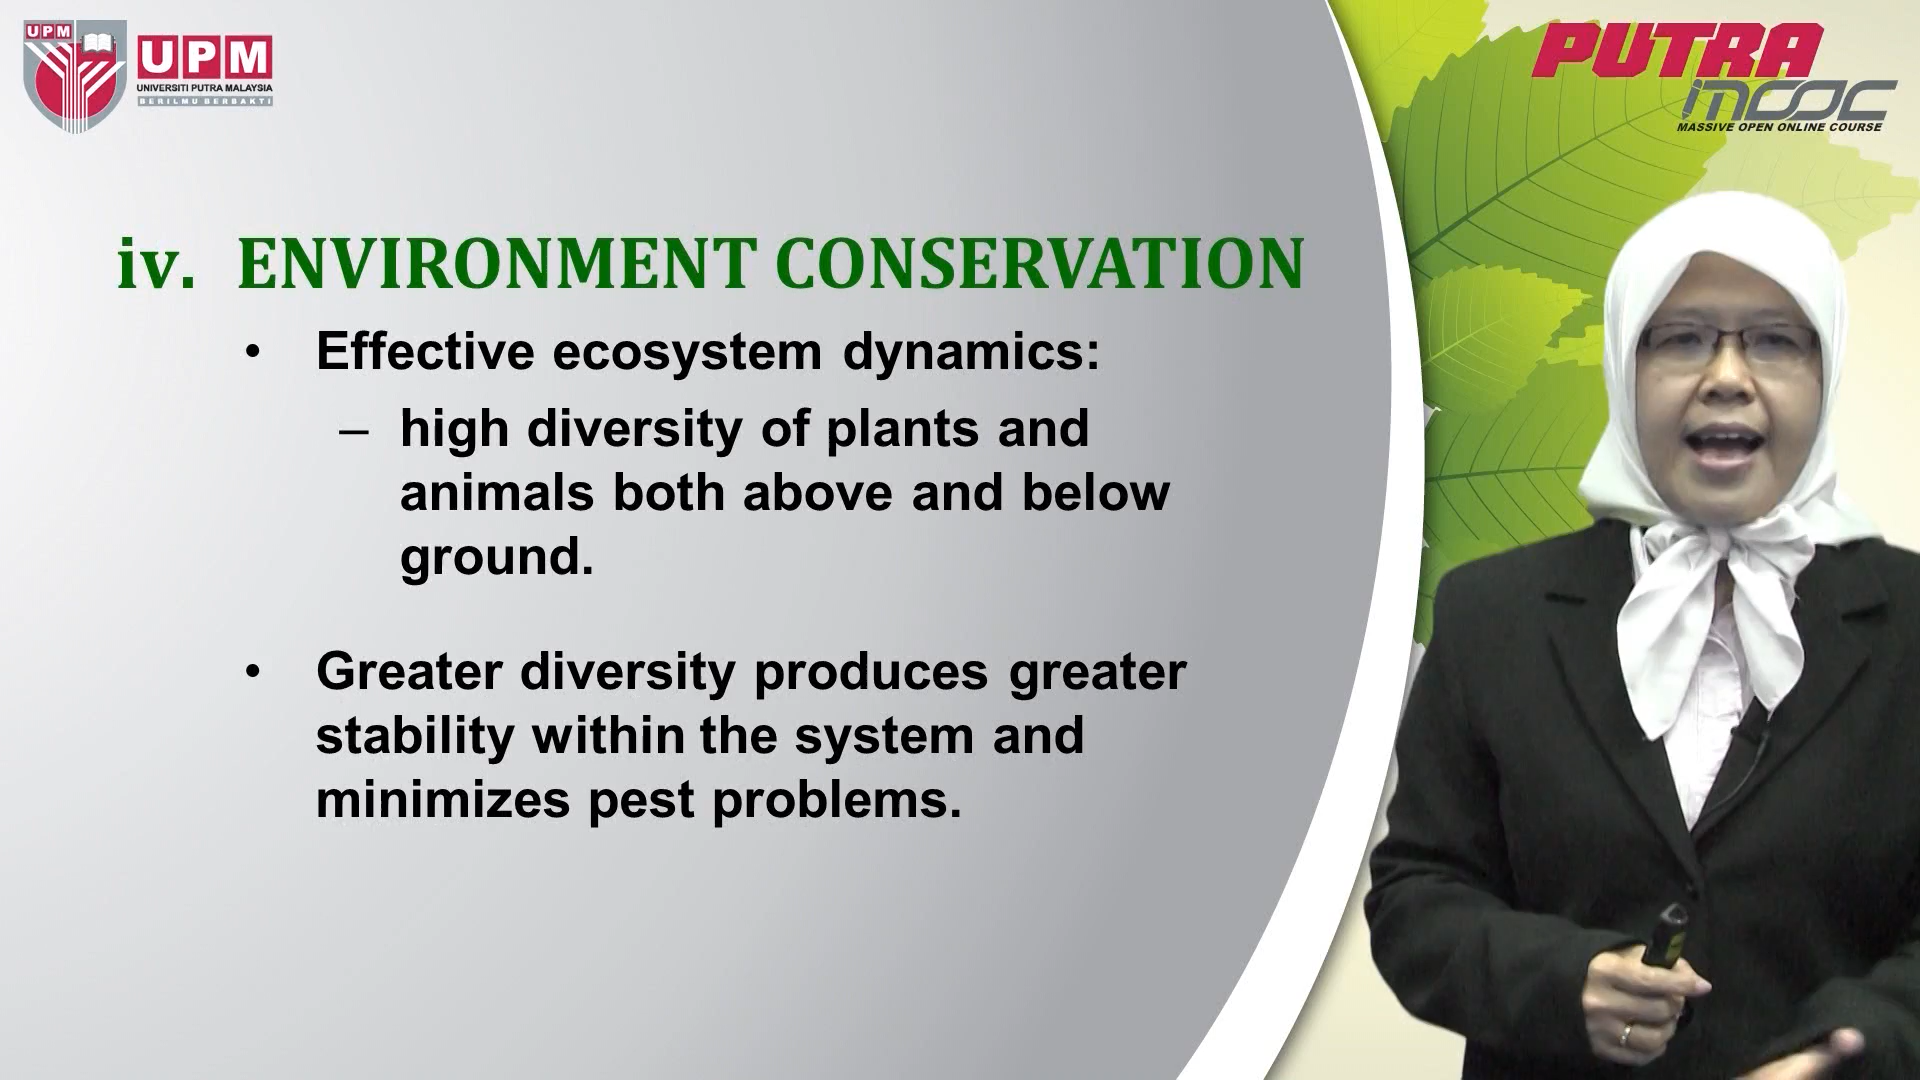 UPM
UPM
UNIVERSITI PUTRA MALAYSIA
BERILMU BERBAKTI
PUTRA
mooc
MASSIVE OPEN ONLINE COURSE
iv. ENVIRONMENT CONSERVATION
• Effective ecosystem dynamics:
– high diversity of plants and
animals both above and below
ground.
• Greater diversity produces greater
stability within the system and
minimizes pest problems.